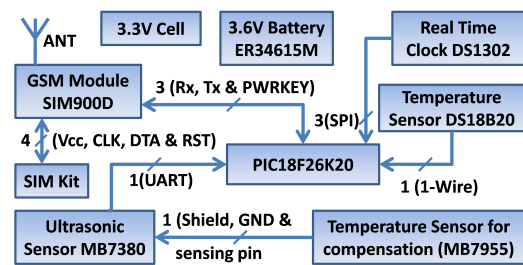 ANT
3.3V Cell
3.6V Battery
ER34615M
Real Time
Clock DS1302
GSM Module
SIM900D
3 (Rx, Tx & PWRKEY)
3(SPI)
Temperature
Sensor DS18B20
4
(Vcc, CLK, DTA & RST)
SIM Kit
1(UART)
PIC18F26K20
1 (1-Wire)
Ultrasonic
Sensor MB7380
1 (Shield, GND &
sensing pin
Temperature Sensor for
compensation (MB7955)